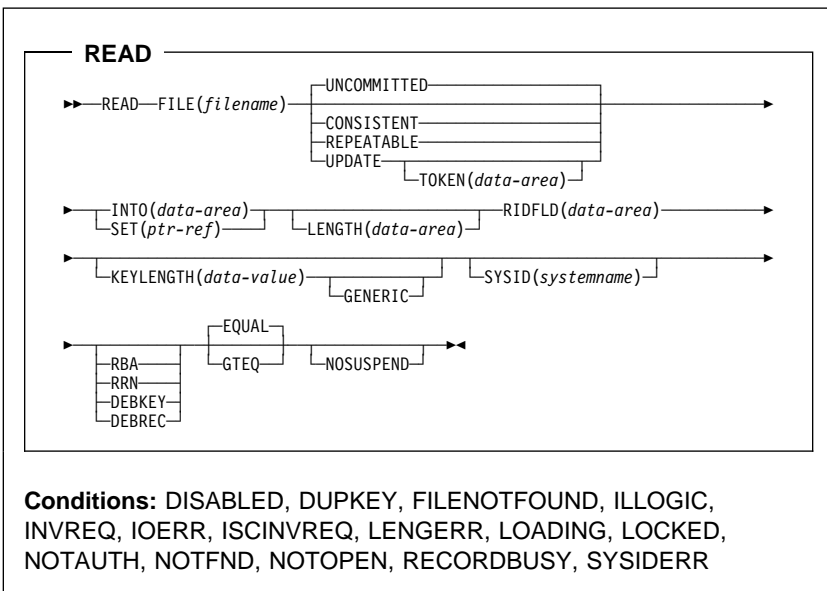 READ
UNCOMMITTED
READ FILE(filename)
CONSISTENT
REPEATABLE
UPDATE
TOKEN(data-area)
INTO(data-area) RIDFLD(data-area)
SET(ptr-ref) LENGTH(data-area)
KEYLENGTH(data-value) SYSID(systemname)
GENERIC
EQUAL
RBA GTEQ NOSUSPEND
RRN
DEBKEY
DEBREC
Conditions: DISABLED, DUPKEY, FILENOTFOUND, ILLOGIC,
INVREQ, IOERR, ISCINVREQ, LENGERR, LOADING, LOCKED,
NOTAUTH, NOTFND, NOTOPEN, RECORDBUSY, SYSIDERR